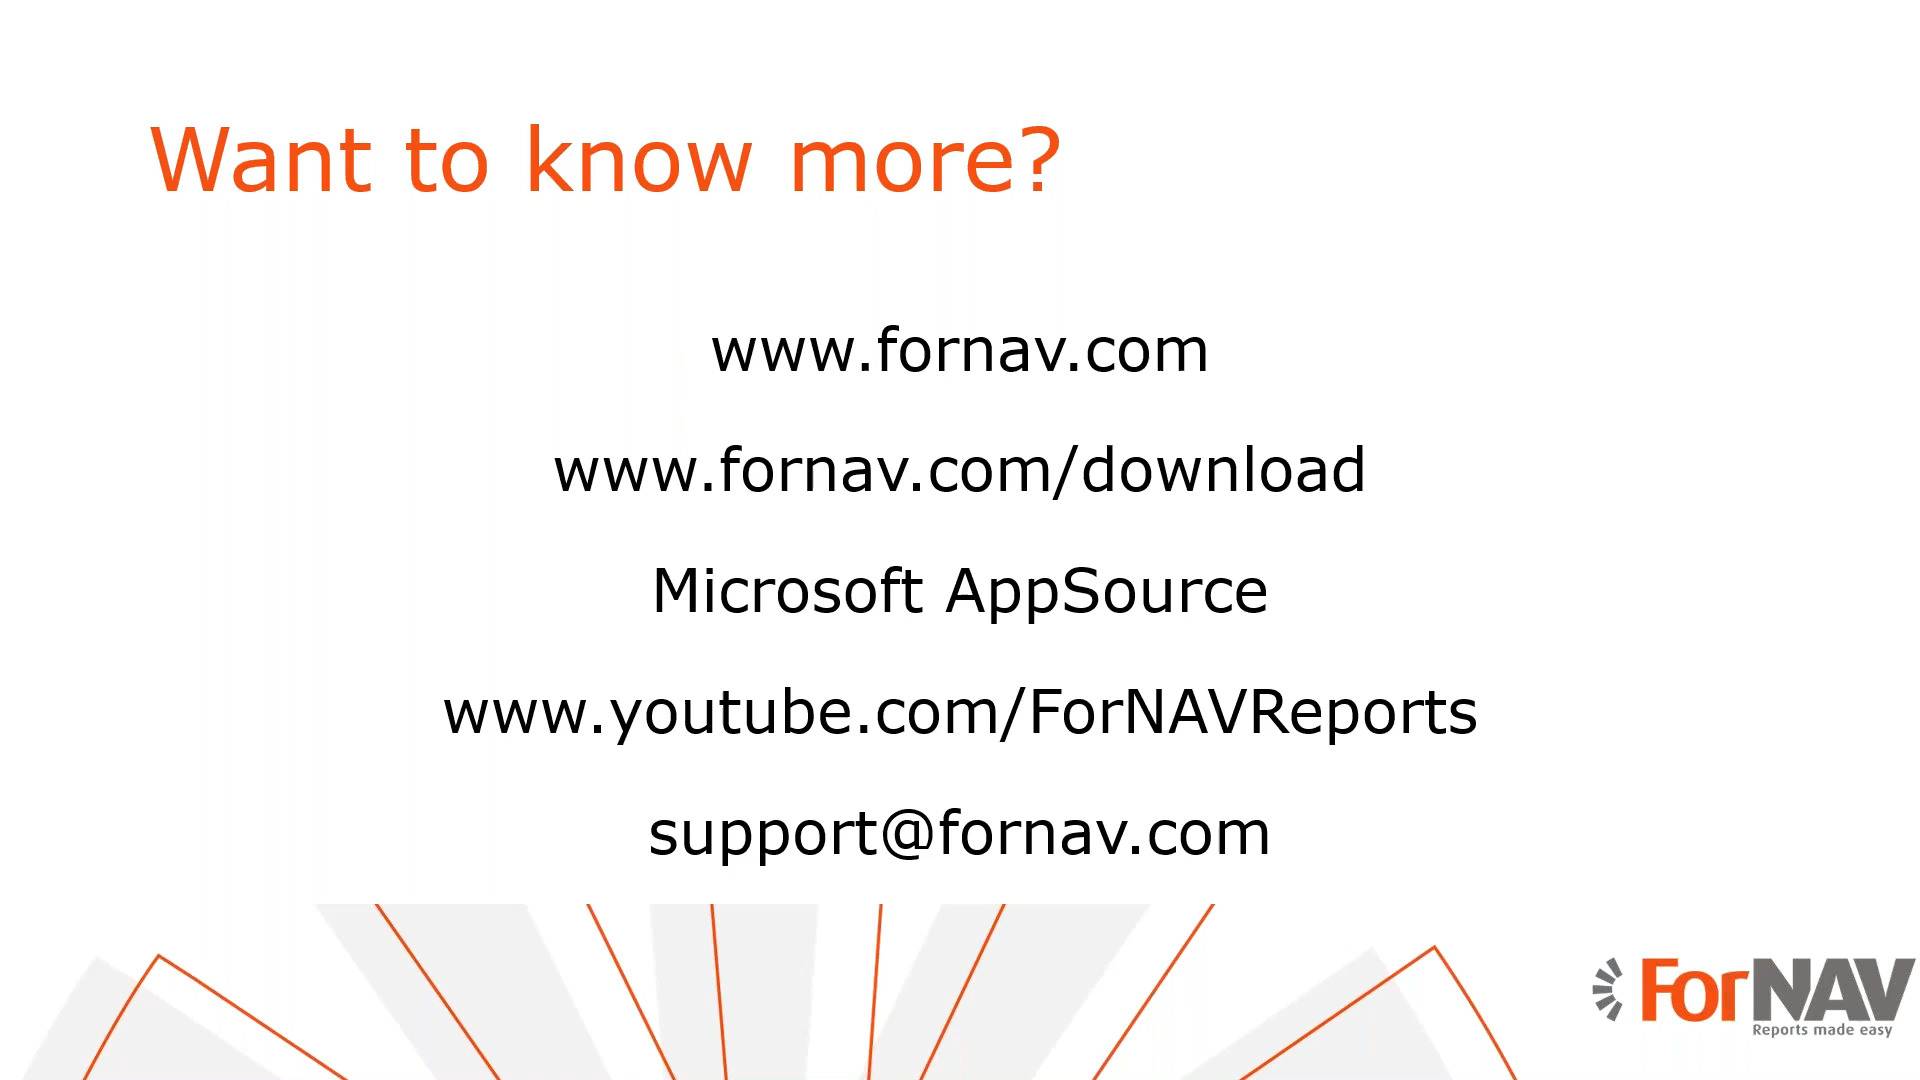 Want to know more?
www.fornav.com
www.fornav.com/download
Microsoft AppSource
www.youtube.com/ForNAVReports
support@fornav.com
ForNAV
Reports made easy